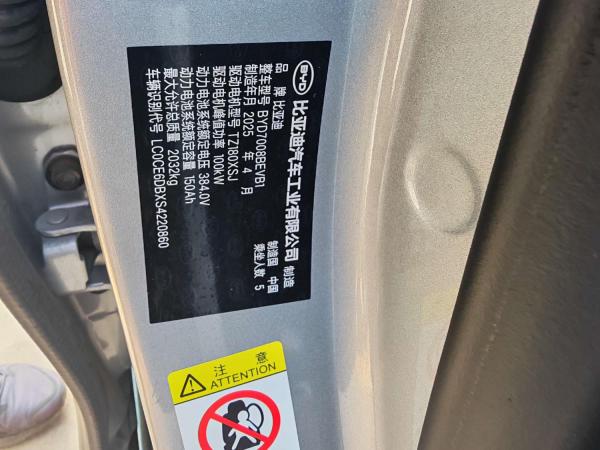 BYD 比亚迪汽车工业有限公司 制造
品 牌 比亚迪 制造国 中国
整车型号 BYD7008BEVB1 乘坐人数 5
制造年月 2025 年 4 月
驱动电机型号 TZ180XSJ
驱动电机峰值功率 100kW
动力电池系统额定电压 384.0V
动力电池系统额定容量 150Ah
最大允许总质量 2032kg
车辆识别代号 LC0CE6DBXS4220860
注 意
ATTENTION